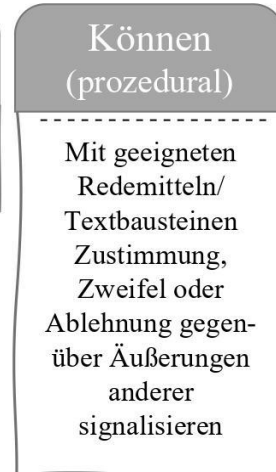 Können
(prozedural)
Mit geeigneten
Redemitteln/
Textbausteinen
Zustimmung,
Zweifel oder
Ablehnung gegen-
über Äußerungen
anderer
signalisieren